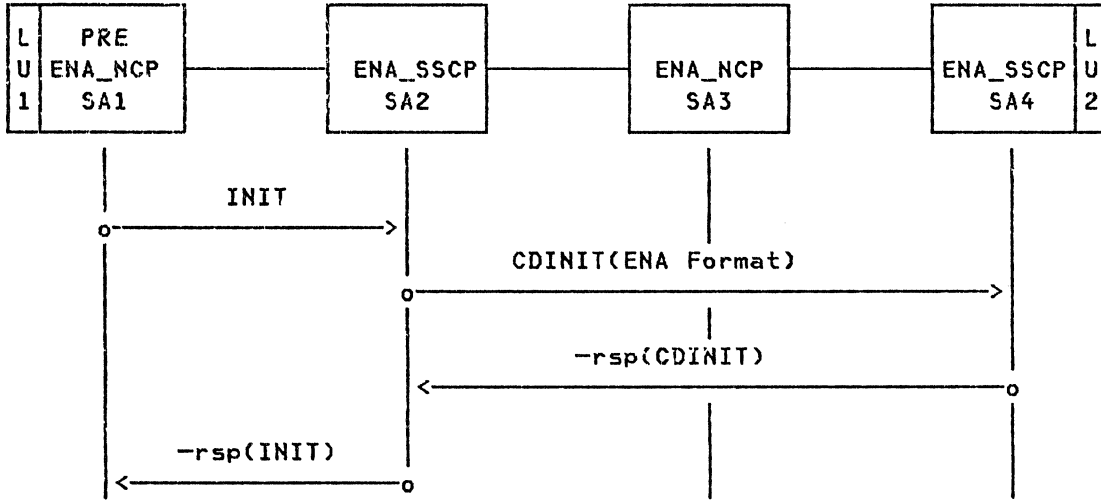 L PRE L
U ENA_NCP ENA_SSCP ENA_NCP ENA_SSCP U
1 SA1 SA2 SA3 SA4 2
INIT
CDINIT(ENA Format)
-rsp(CDINIT)
-rsp(INIT)